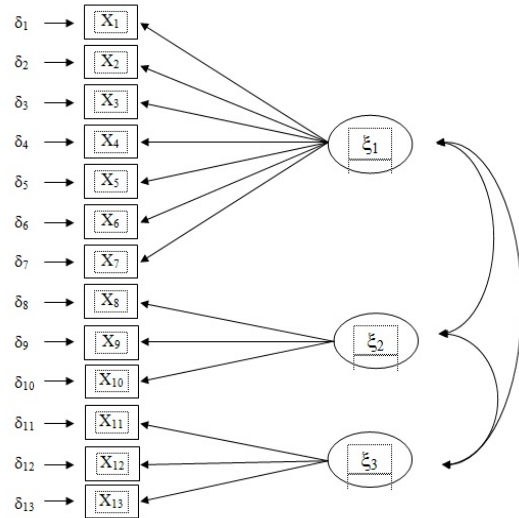 δ₁ X₁
δ₂ X₂
δ₃ X₃
δ₄ X₄ ξ₁
δ₅ X₅
δ₆ X₆
δ₇ X₇
δ₈ X₈
δ₉ X₉ ξ₂
δ₁₀ X₁₀
δ₁₁ X₁₁
δ₁₂ X₁₂ ξ₃
δ₁₃ X₁₃